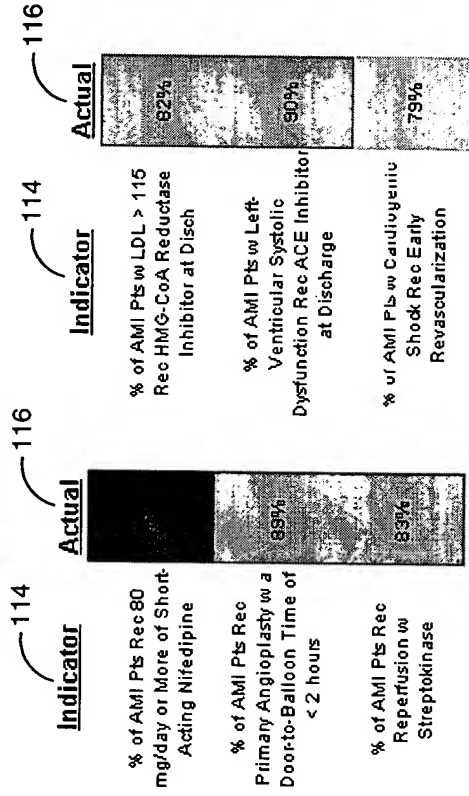 114
116
Indicator
Actual
% of AMI Pts Rec 80
mg/day or More of Short-
Acting Nifedipine
% of AMI Pts Rec
Primary Angioplasty w a
Door-to-Balloon Time of
< 2 hours
% of AMI Pts Rec
Reperfusion w
Streptokinase
83%
114
116
Indicator
Actual
% of AMI Pts w LDL > 115
Rec HMG-CoA Reductase
Inhibitor at Disch
82%
% of AMI Pts w Left-
Ventricular Systolic
Dysfunction Rec ACE Inhibitor
at Discharge
90%
% of AMI Pts w Cardiogenic
Shock Rec Early
Revascularization
79%